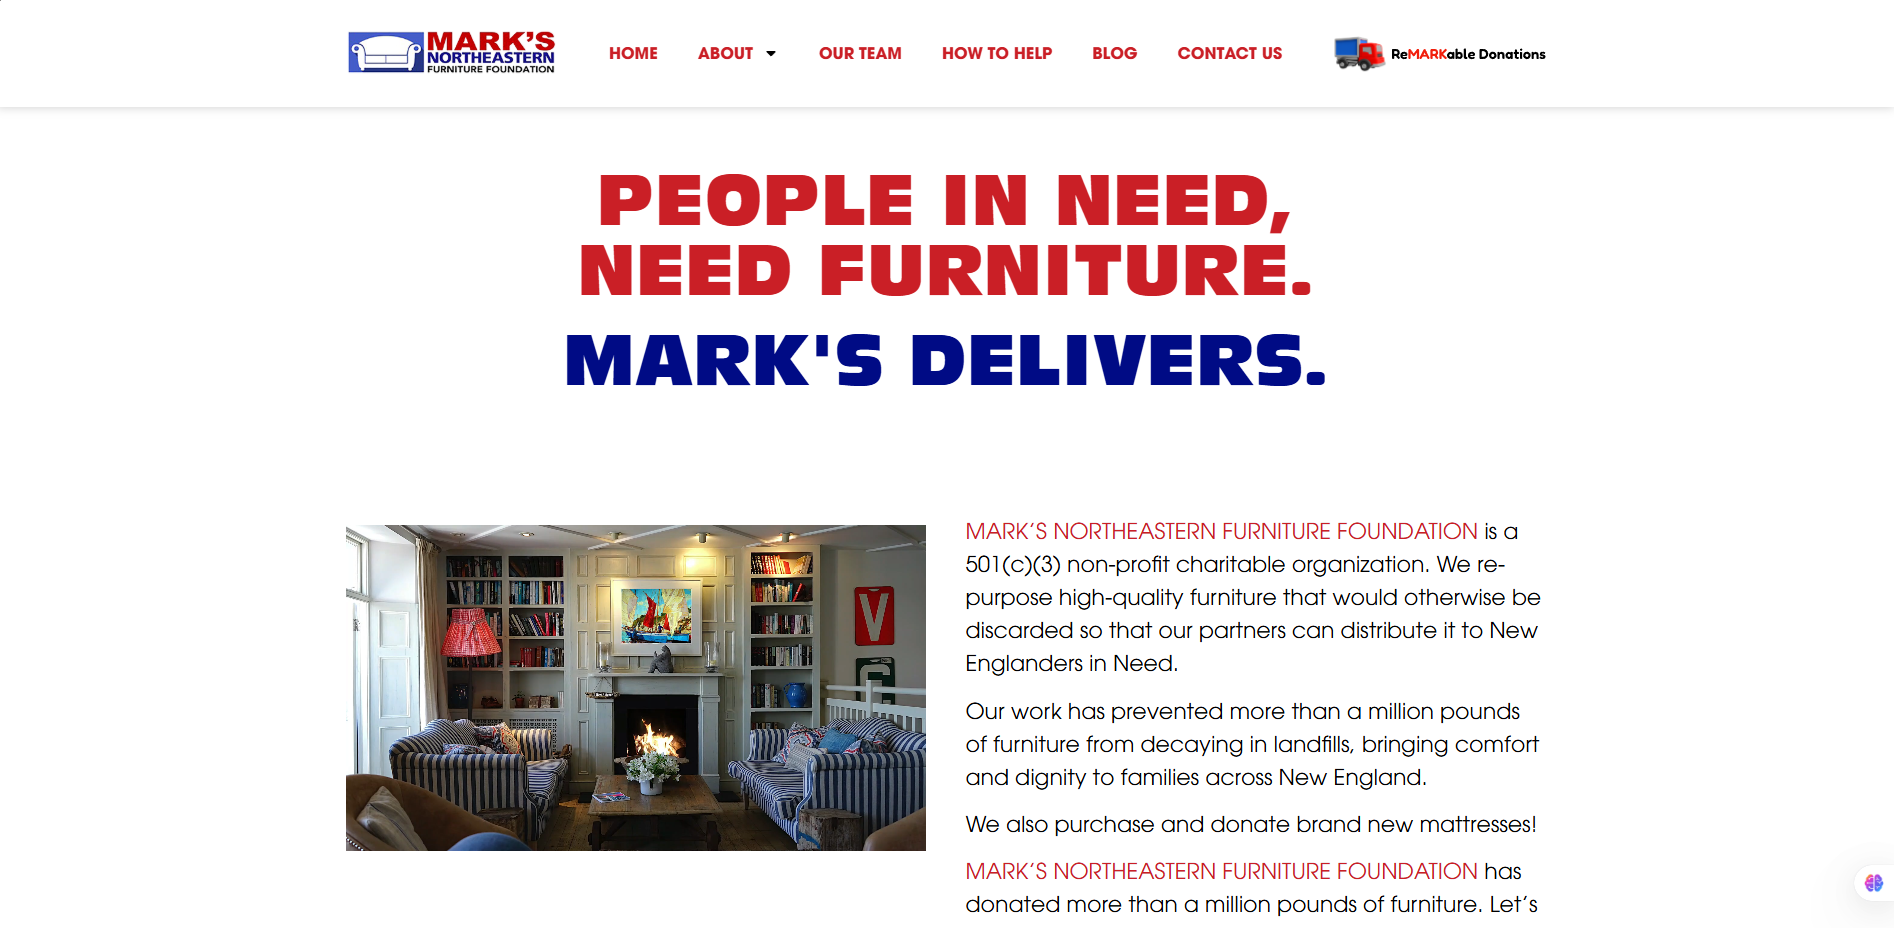 MARK'S
NORTHEASTERN
FURNITURE FOUNDATION
HOME
ABOUT
OUR TEAM
HOW TO HELP
BLOG
CONTACT US
ReMARKable Donations
PEOPLE IN NEED,
NEED FURNITURE.
MARK'S DELIVERS.
V
MARK’S NORTHEASTERN FURNITURE FOUNDATION is a
501(c)(3) non-profit charitable organization. We re-
purpose high-quality furniture that would otherwise be
discarded so that our partners can distribute it to New
Englanders in Need.
Our work has prevented more than a million pounds
of furniture from decaying in landfills, bringing comfort
and dignity to families across New England.
We also purchase and donate brand new mattresses!
MARK’S NORTHEASTERN FURNITURE FOUNDATION has
donated more than a million pounds of furniture. Let’s